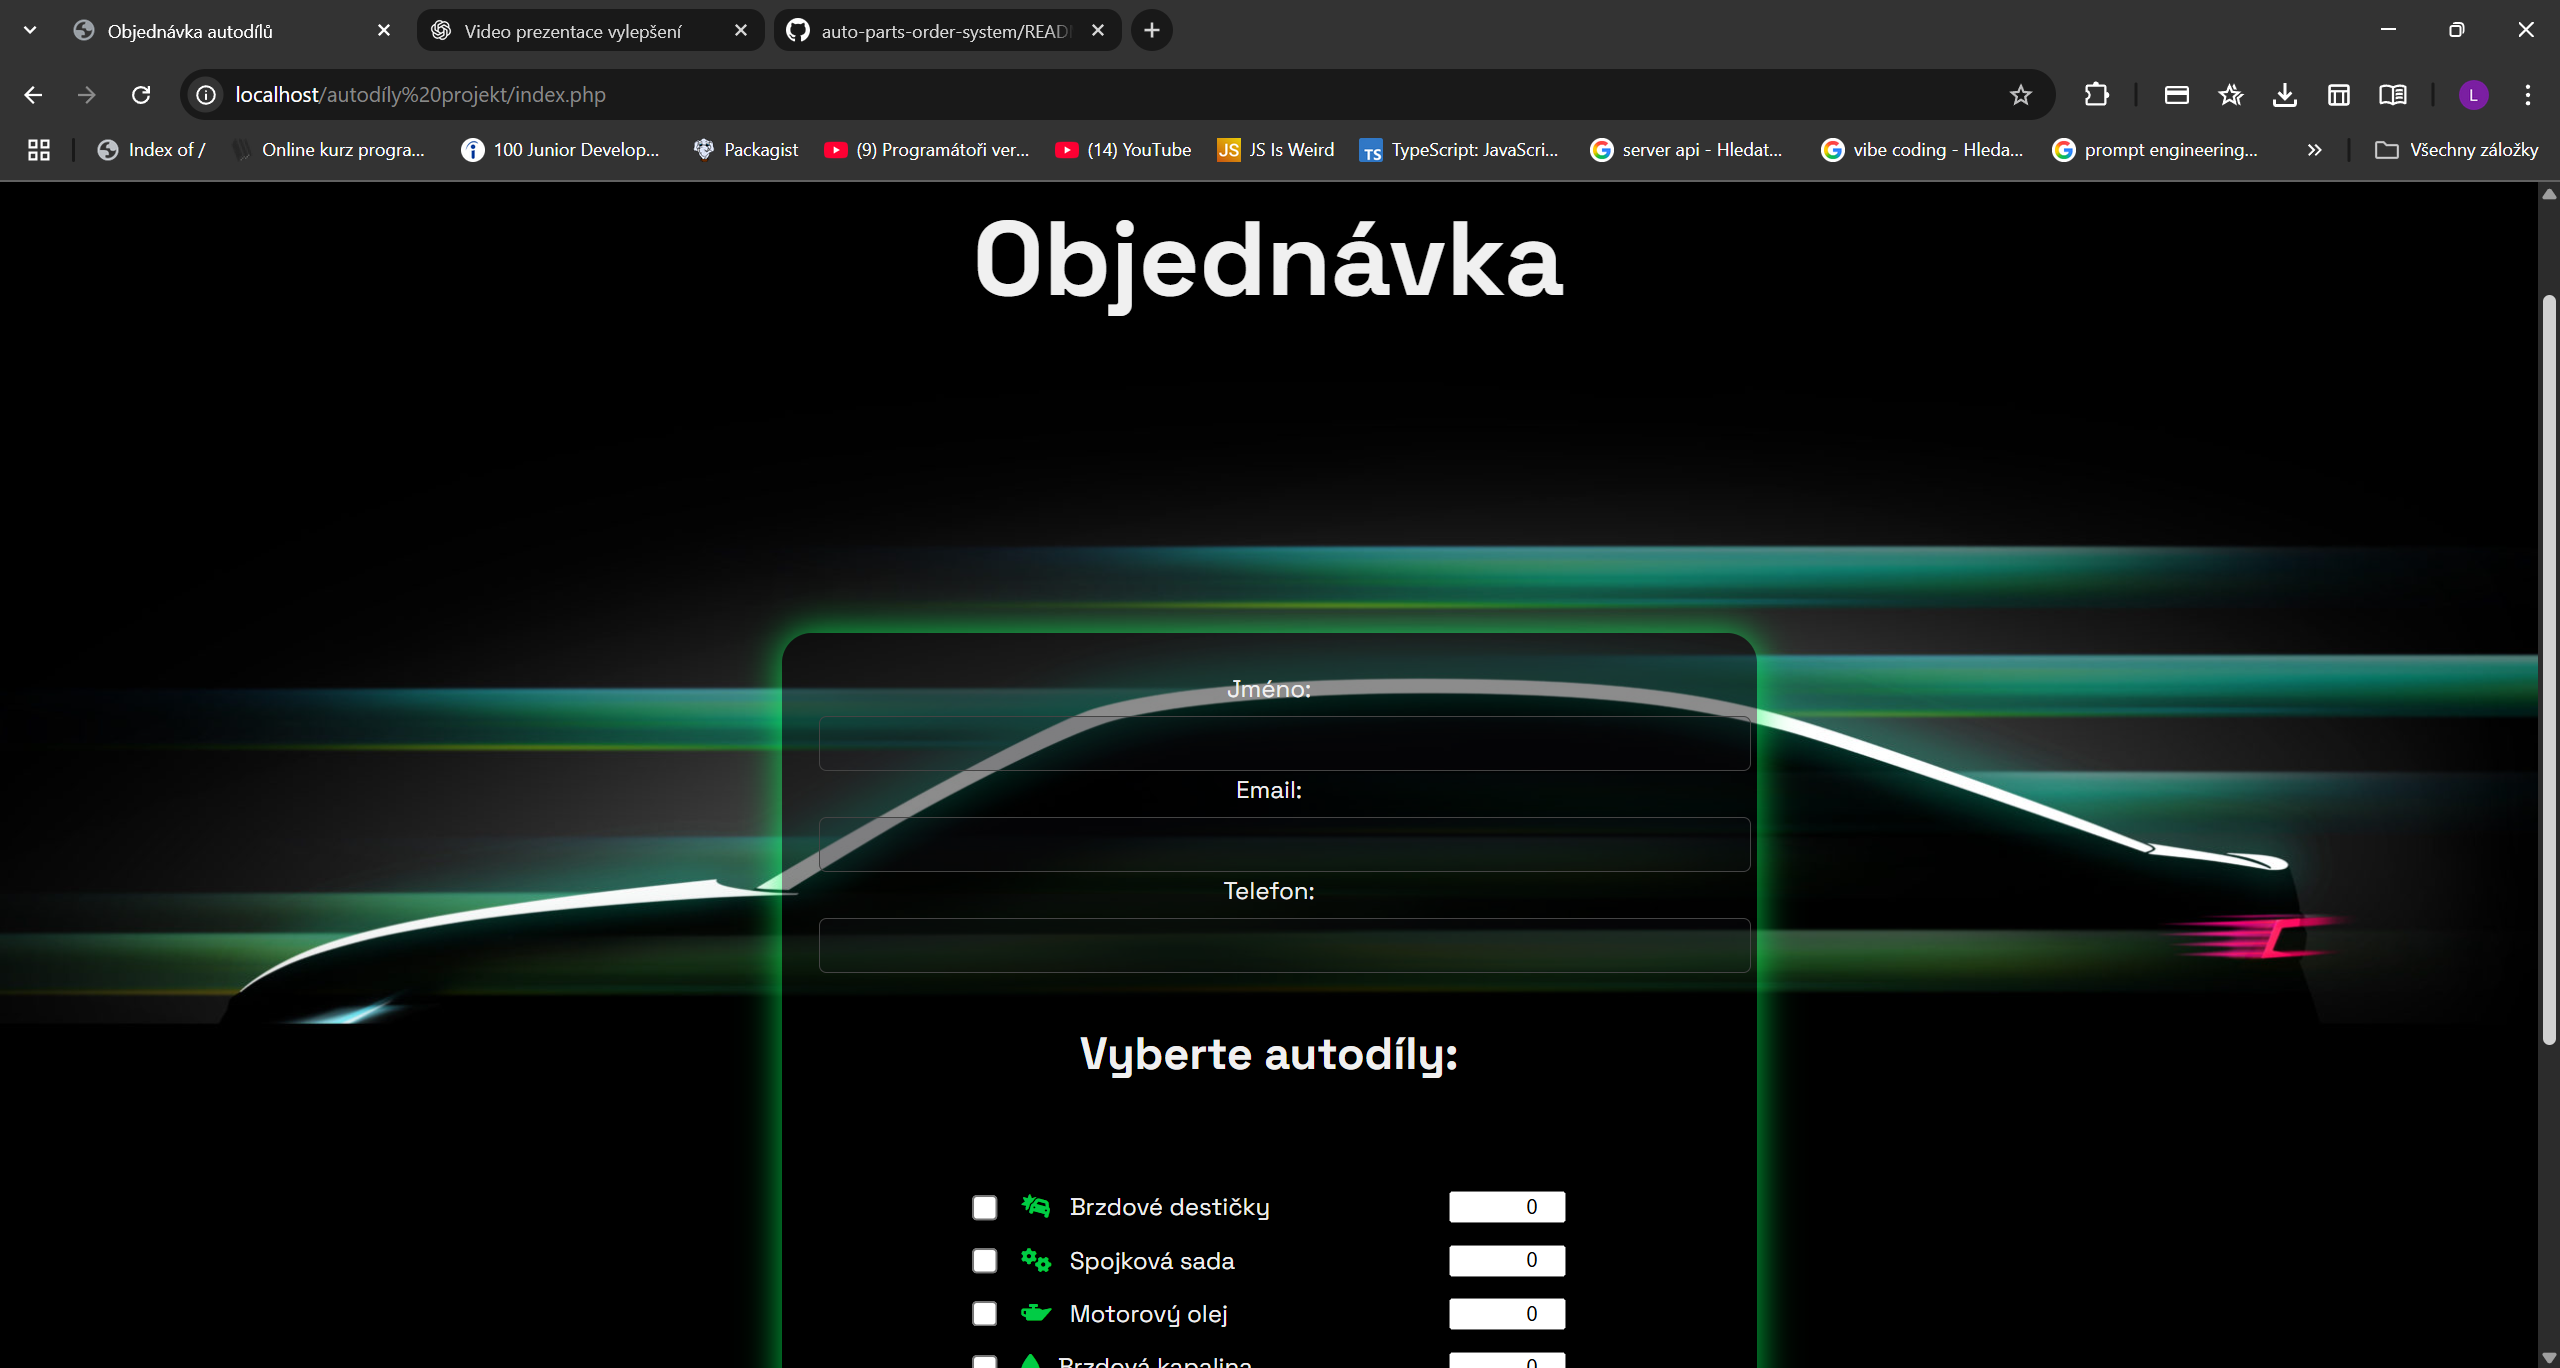 Objednávka autodílů
Video prezentace vylepšení
auto-parts-order-system/READ
localhost/autodíly%20projekt/index.php
L
Index of /
Online kurz progra...
100 Junior Develop...
Packagist
(9) Programátoři ver...
(14) YouTube
JS
JS Is Weird
TS
TypeScript: JavaScri...
server api - Hledat...
vibe coding - Hleda...
prompt engineering...
Všechny záložky
Objednávka
Jméno:
Email:
Telefon:
Vyberte autodíly:
Brzdové destičky 0
Spojková sada 0
Motorový olej 0
Brzdová kapalina 0